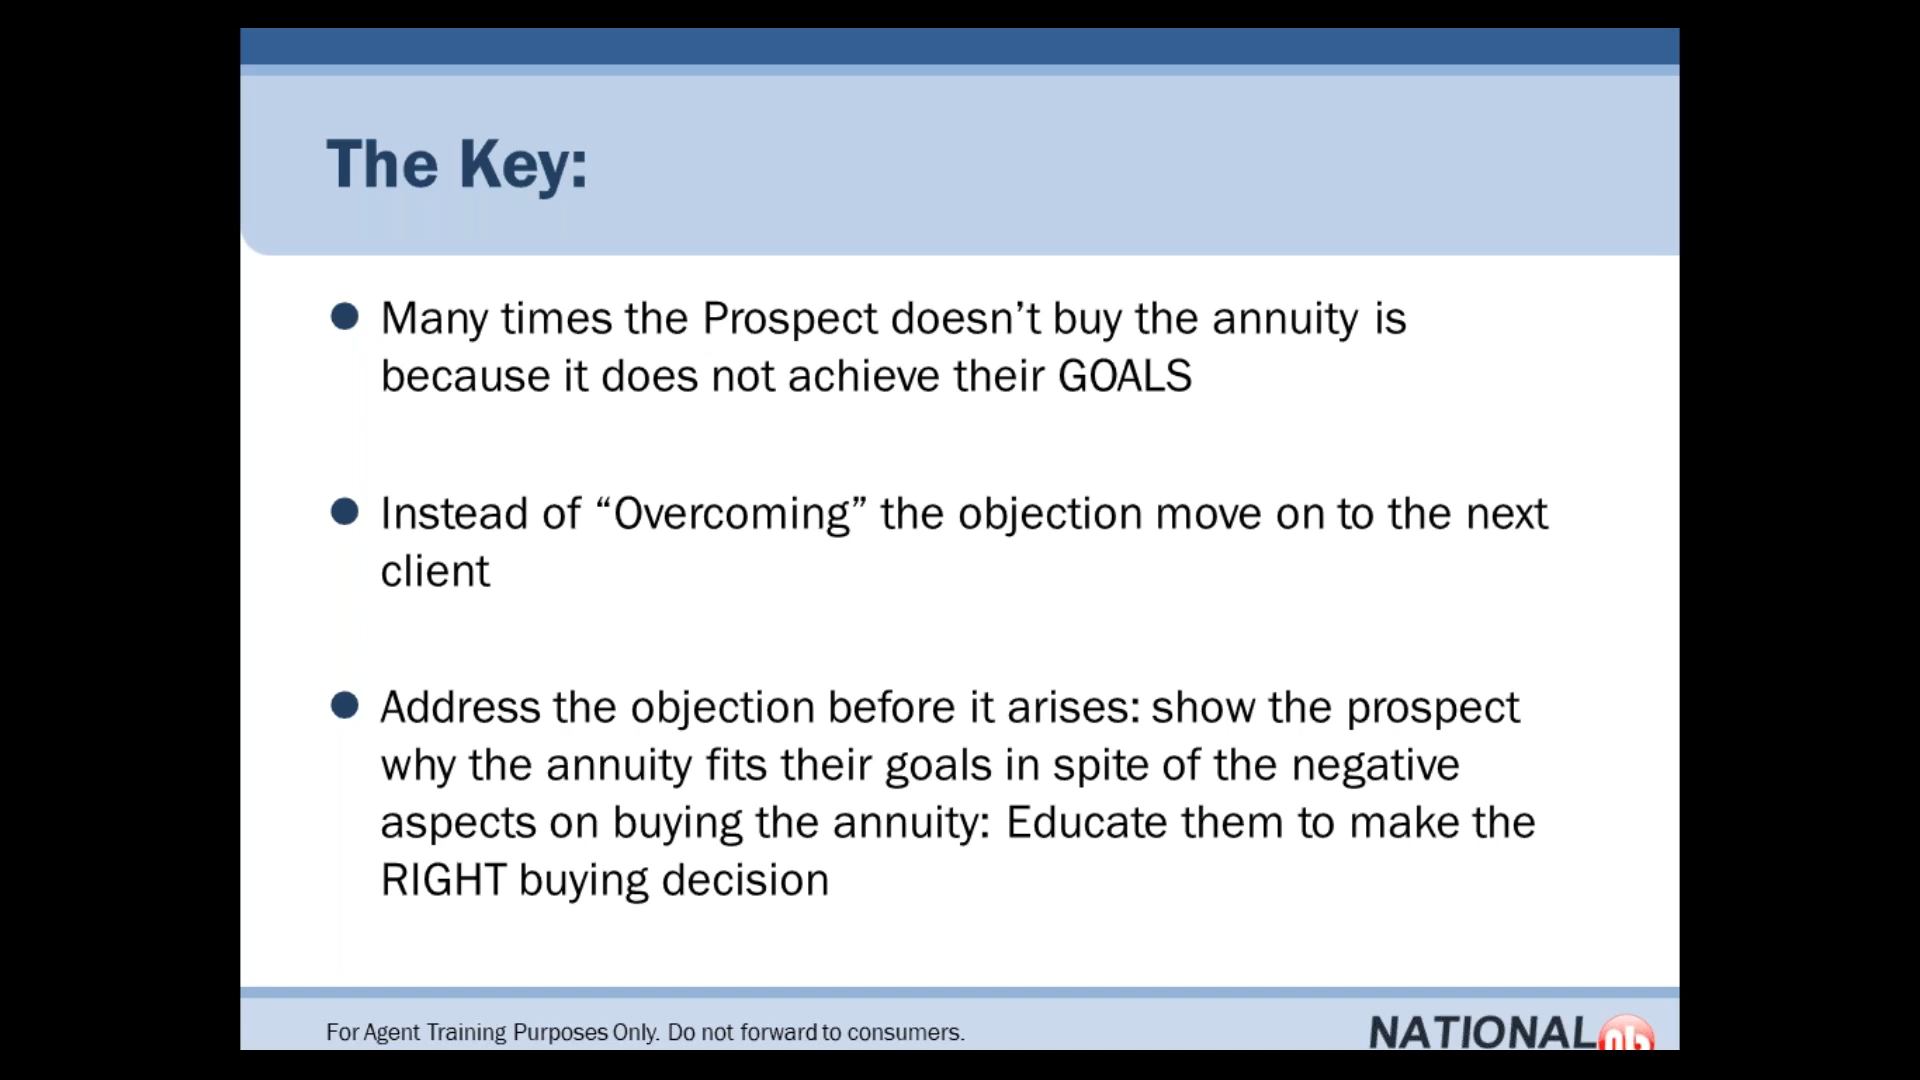 The Key:
Many times the Prospect doesn’t buy the annuity is
because it does not achieve their GOALS
Instead of “Overcoming” the objection move on to the next
client
Address the objection before it arises: show the prospect
why the annuity fits their goals in spite of the negative
aspects on buying the annuity: Educate them to make the
RIGHT buying decision
For Agent Training Purposes Only. Do not forward to consumers.
NATIONAL nb